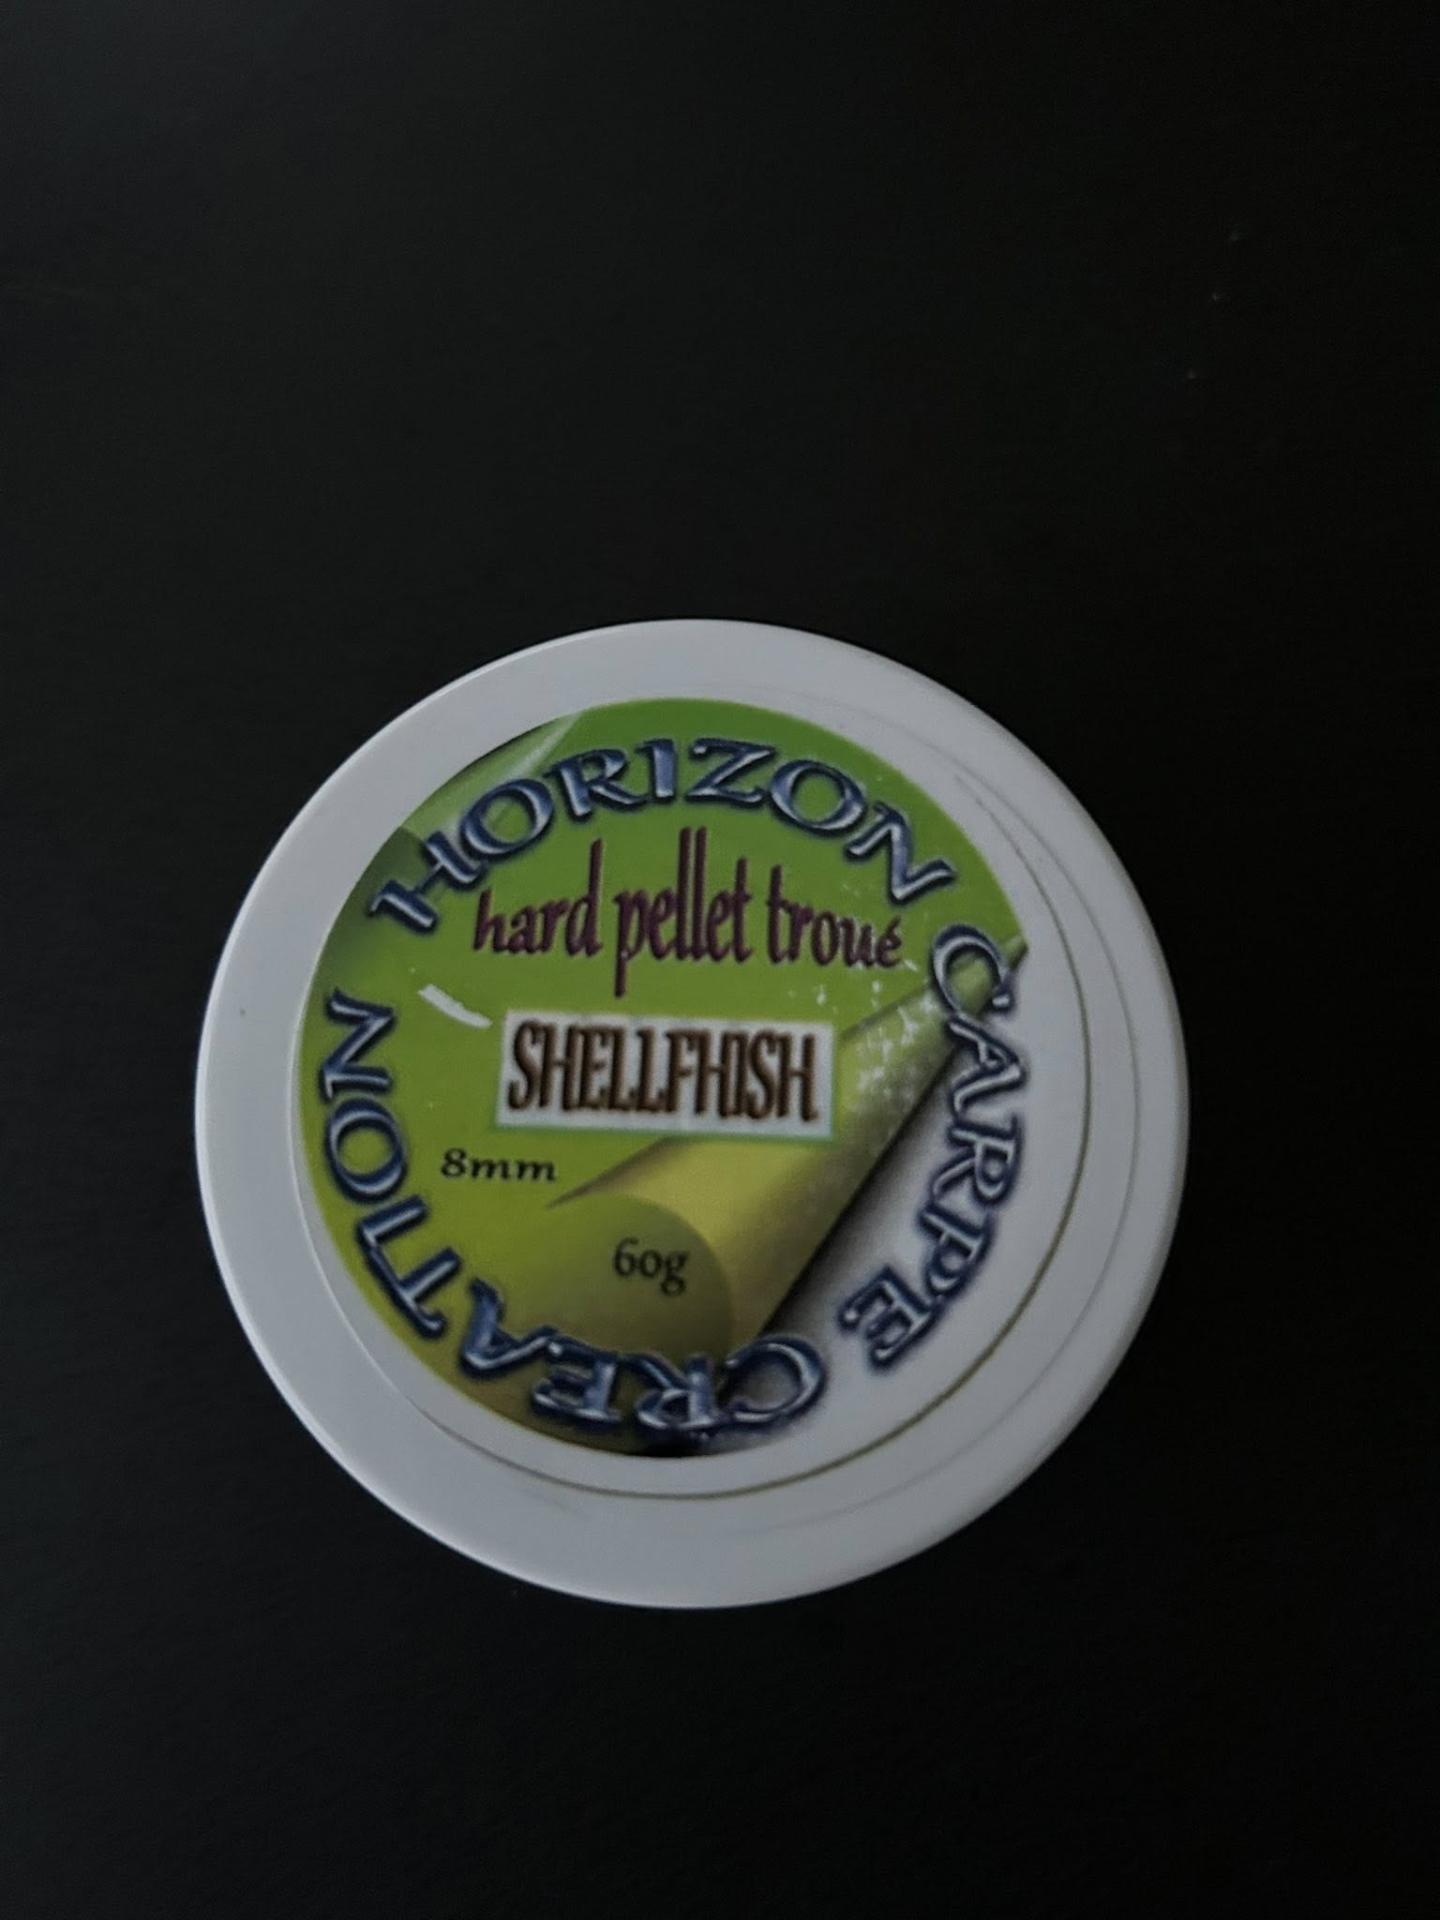 HORIZON CARPE CREATION
hard pellet troué
SHELLFHISH
8mm
60g